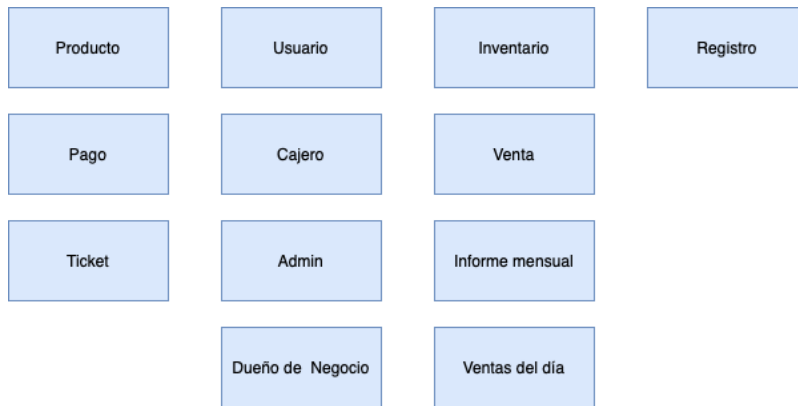 Producto
Usuario
Inventario
Registro
Pago
Cajero
Venta
Ticket
Admin
Informe mensual
Dueño de Negocio
Ventas del día